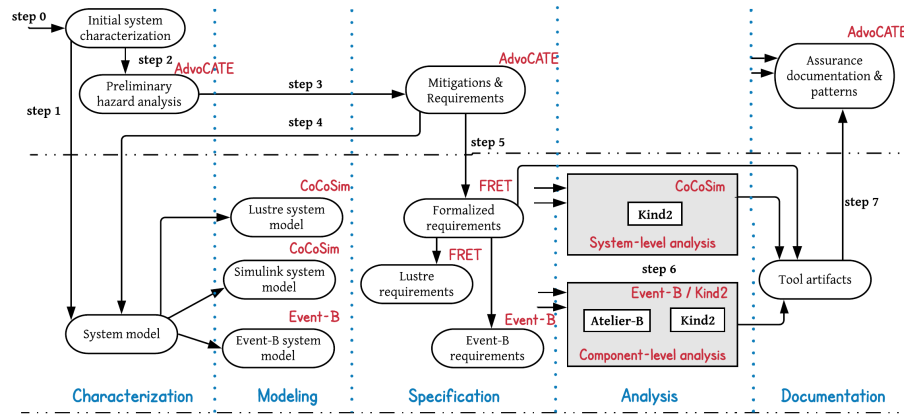 step 0
Initial system
characterization
step 2
AdvoCATE
Preliminary
hazard analysis
step 1
step 3
step 4
AdvoCATE
Mitigations &
Requirements
step 5
AdvoCATE
Assurance
documentation &
patterns
step 7
CoCoSim
Lustre system
model
CoCoSim
Simulink system
model
Event-B
Event-B system
model
System model
FRET
Formalized
requirements
FRET
Lustre
requirements
Event-B
Event-B
requirements
CoCoSim
Kind2
System-level analysis
step 6
Event-B / Kind2
Atelier-B
Kind2
Component-level analysis
Tool artifacts
Characterization
Modeling
Specification
Analysis
Documentation